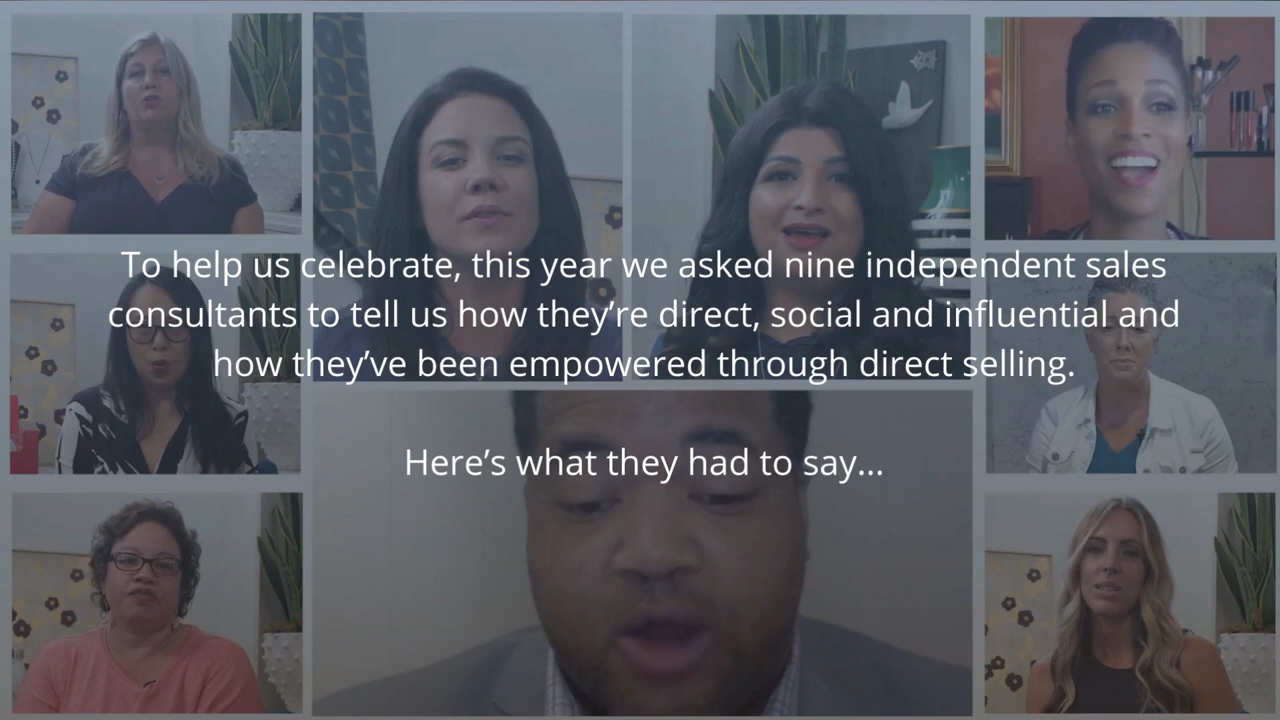 To help us celebrate, this year we asked nine independent sales
consultants to tell us how they’re direct, social and influential and
how they’ve been empowered through direct selling.
Here’s what they had to say...